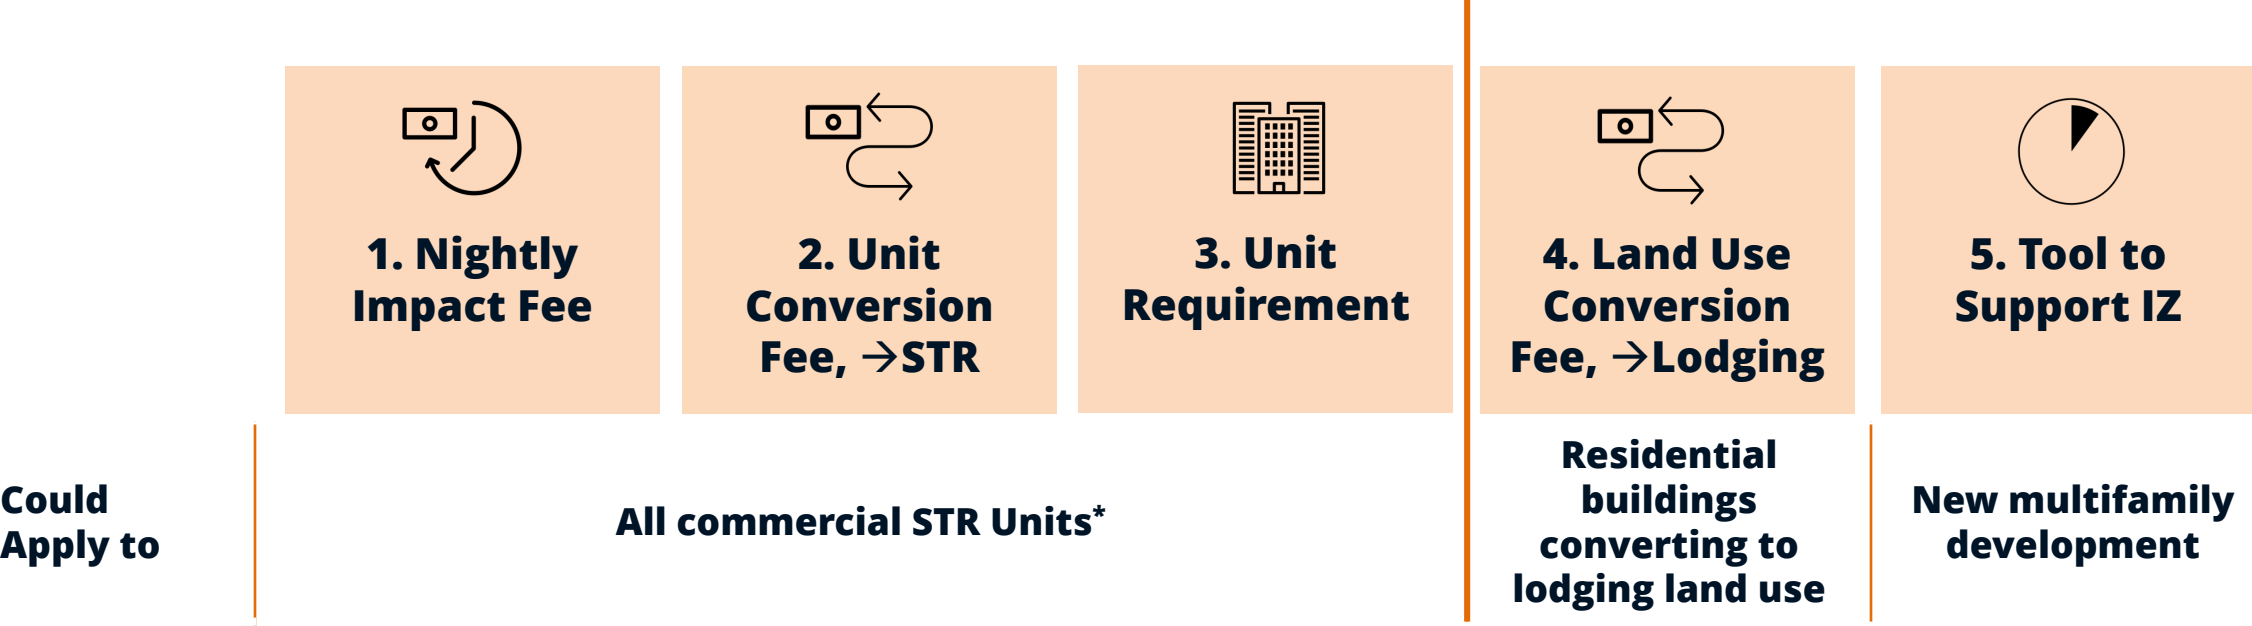 1. Nightly
Impact Fee
2. Unit
Conversion
Fee, →STR
3. Unit
Requirement
4. Land Use
Conversion
Fee, →Lodging
5. Tool to
Support IZ
Could
Apply to
All commercial STR Units*
Residential
buildings
converting to
lodging land use
New multifamily
development